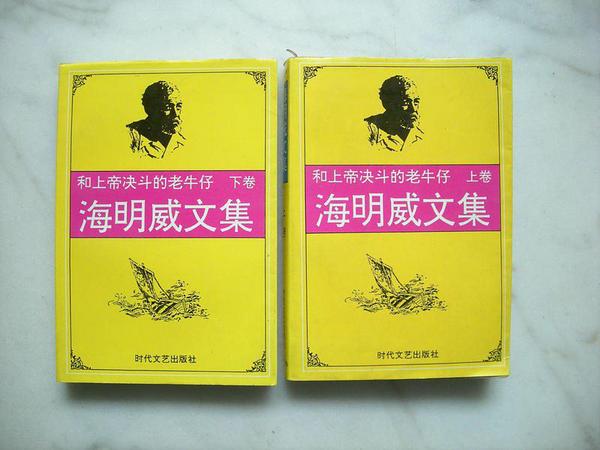 和上帝决斗的老牛仔 下卷
海明威文集
时代文艺出版社
和上帝决斗的老牛仔 上卷
海明威文集
时代文艺出版社